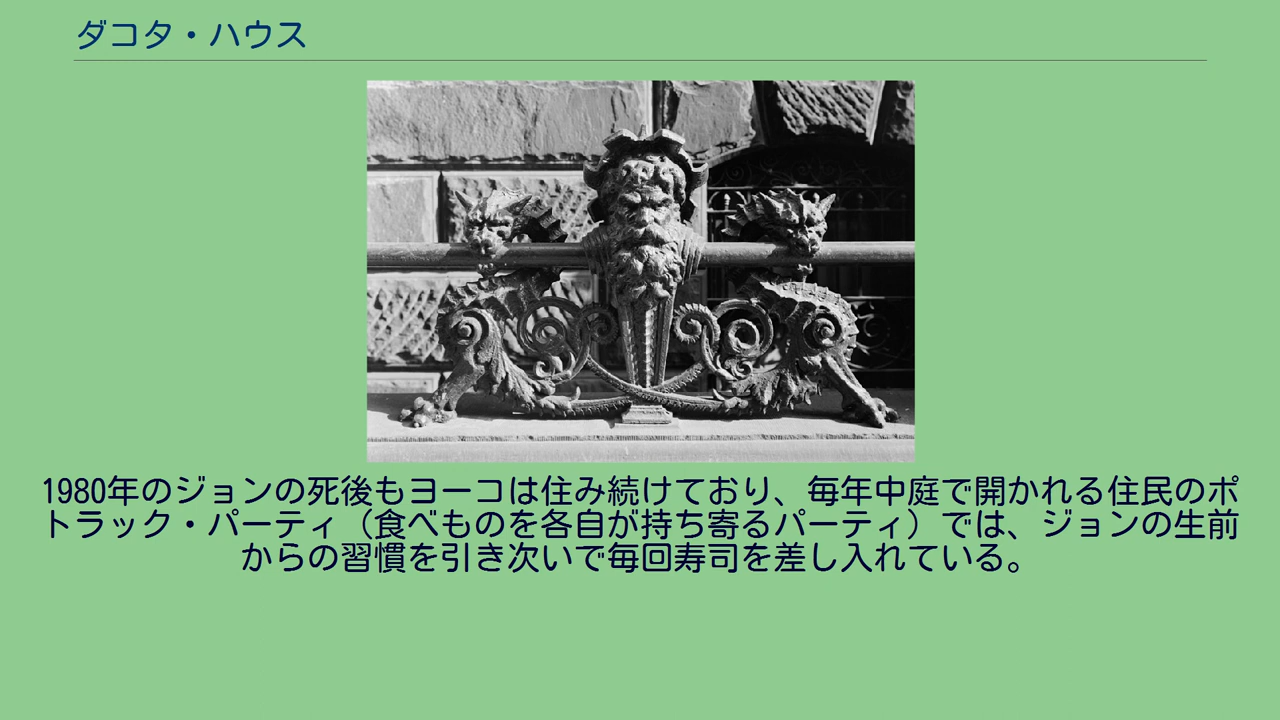 ダコタ・ハウス
1980年のジョンの死後もヨーコは住み続けており、毎年中庭で開かれる住民のポ
トラック・パーティ（食べものを各自が持ち寄るパーティ）では、ジョンの生前
からの習慣を引き次いで毎回寿司を差し入れている。